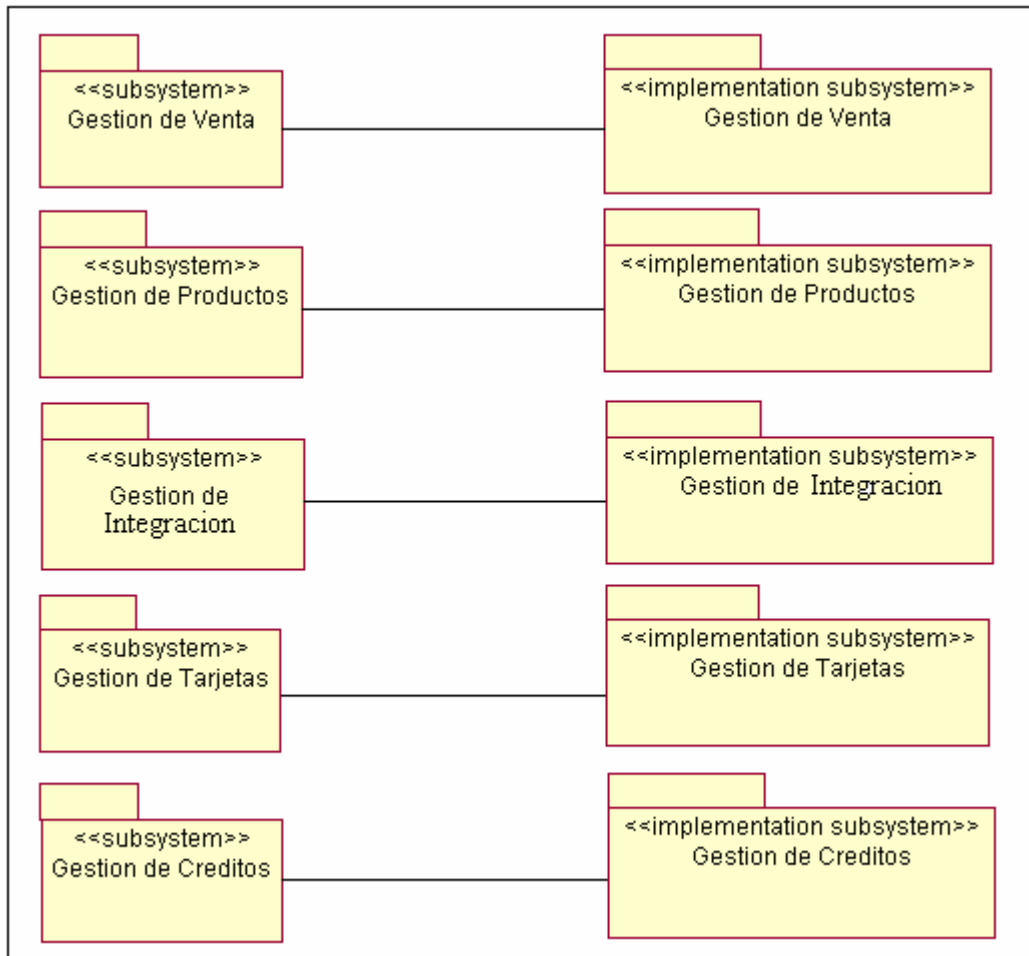 <<subsystem>>
Gestion de Venta
<<implementation subsystem>>
Gestion de Venta
<<subsystem>>
Gestion de Productos
<<implementation subsystem>>
Gestion de Productos
<<subsystem>>
Gestion de
Integracion
<<implementation subsystem>>
Gestion de Integracion
<<subsystem>>
Gestion de Tarjetas
<<implementation subsystem>>
Gestion de Tarjetas
<<subsystem>>
Gestion de Creditos
<<implementation subsystem>>
Gestion de Creditos